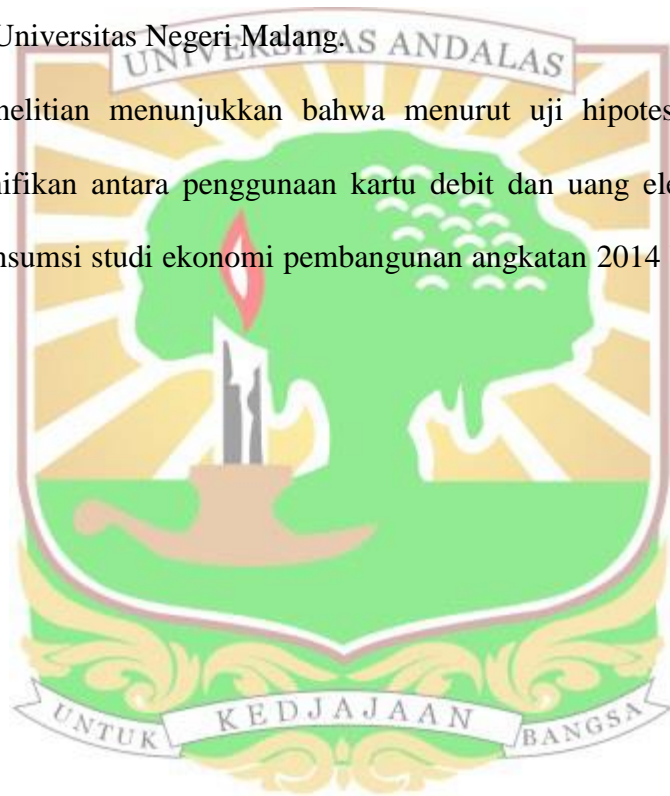 Universitas Negeri Malang.
UNIVERSITAS ANDALAS
nelitian menunjukkan bahwa menurut uji hipotes
nifikan antara penggunaan kartu debit dan uang ele
nsumsi studi ekonomi pembangunan angkatan 2014
UNTUK KEDJAJAAN BANGSA